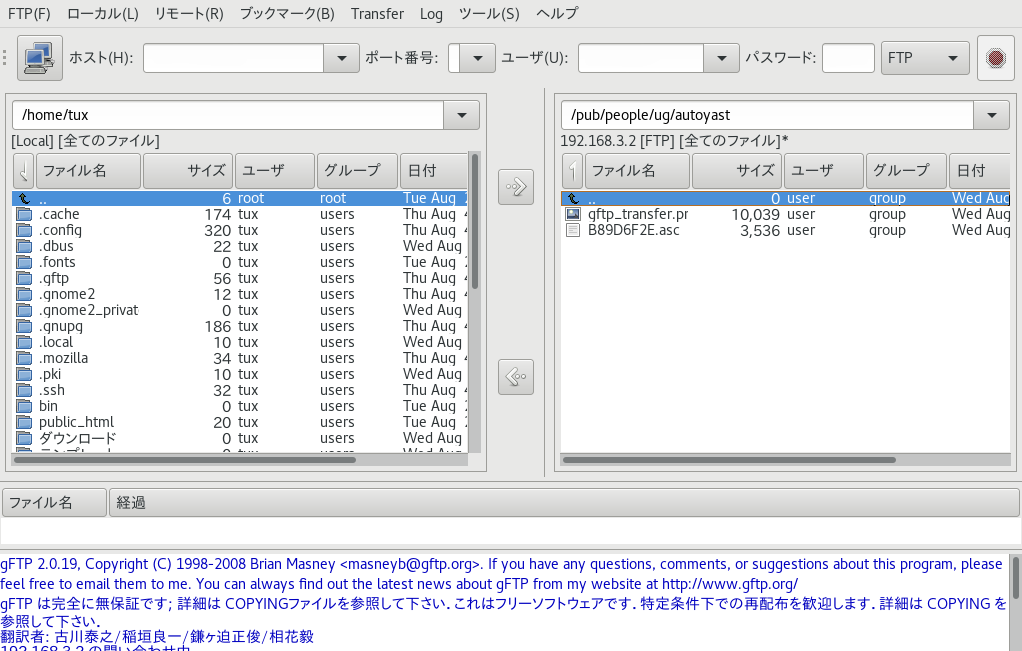 FTP(F) ローカル(L) リモート(R) ブックマーク(B) Transfer Log ツール(S) ヘルプ
ホスト(H): ポート番号: ユーザ(U): パスワード: FTP
/home/tux
[Local] [全てのファイル]
ファイル名 サイズ ユーザ グループ 日付
.. 6 root root Tue Aug
.cache 174 tux users Thu Aug
.config 320 tux users Thu Aug
.dbus 22 tux users Wed Aug
.fonts 0 tux users Tue Aug
.gftp 56 tux users Thu Aug
.gnome2 12 tux users Thu Aug
.gnome2_privat 0 tux users Wed Aug
.gnupg 186 tux users Thu Aug
.local 10 tux users Wed Aug
.mozilla 34 tux users Thu Aug
.pki 10 tux users Wed Aug
.ssh 32 tux users Thu Aug
bin 0 tux users Tue Aug
public_html 20 tux users Tue Aug
ダウンロード 0 tux users Wed Aug
/pub/people/ug/autoyast
192.168.3.2 [FTP] [全てのファイル]*
ファイル名 サイズ ユーザ グループ 日付
.. 0 user group Wed Aug
gftp_transfer.pr 10,039 user group Wed Aug
B89D6F2E.asc 3,536 user group Wed Aug
ファイル名 経過
gFTP 2.0.19, Copyright (C) 1998-2008 Brian Masney <masneyb@gftp.org>. If you have any questions, comments, or suggestions about this program, please
feel free to email them to me. You can always find out the latest news about gFTP from my website at http://www.gftp.org/
gFTP は完全に無保証です; 詳細は COPYINGファイルを参照して下さい. これはフリーソフトウェアです. 特定条件下での再配布を歓迎します. 詳細は COPYING を
参照して下さい.
翻訳者: 古川泰之/稲垣良一/鎌ヶ迫正俊/相花毅
192.168.3.2 の問い合わせ中